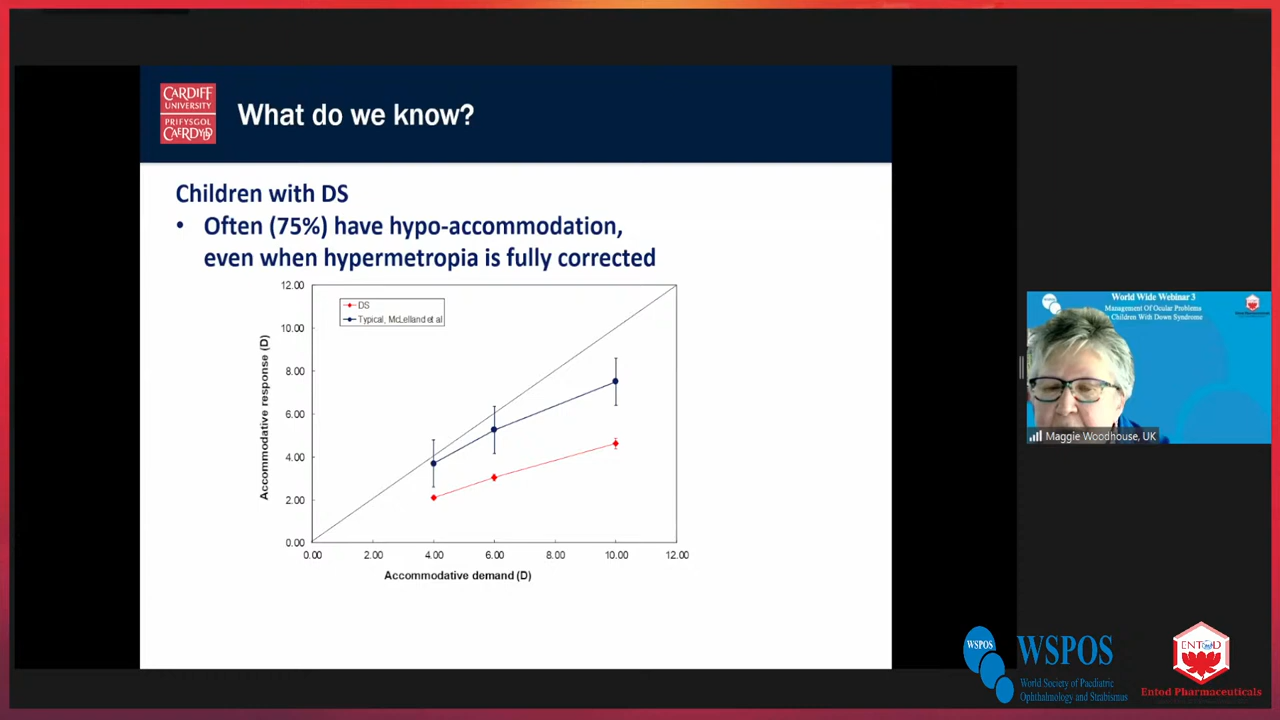 CARDIFF
UNIVERSITY
PRIFYSGOL
CAERDYDD
What do we know?
Children with DS
• Often (75%) have hypo-accommodation,
even when hypermetropia is fully corrected
12.00
10.00
8.00
6.00
4.00
2.00
0.00
Accommodative response (D)
DS
Typical, McLelland et al
0.00 2.00 4.00 6.00 8.00 10.00 12.00
Accommodative demand (D)
World Wide Webinar 3
Management Of Ocular Problems
Children With Down Syndrome
Maggie Woodhouse, UK
WSPOS
WSPOS
World Society of Paediatric
Ophthalmology and Strabismus
ENTOD
Entod Pharmaceuticals